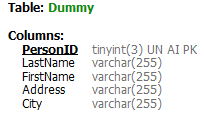 Table: Dummy
Columns:
PersonID tinyint(3) UN AI PK
LastName varchar(255)
FirstName varchar(255)
Address varchar(255)
City varchar(255)